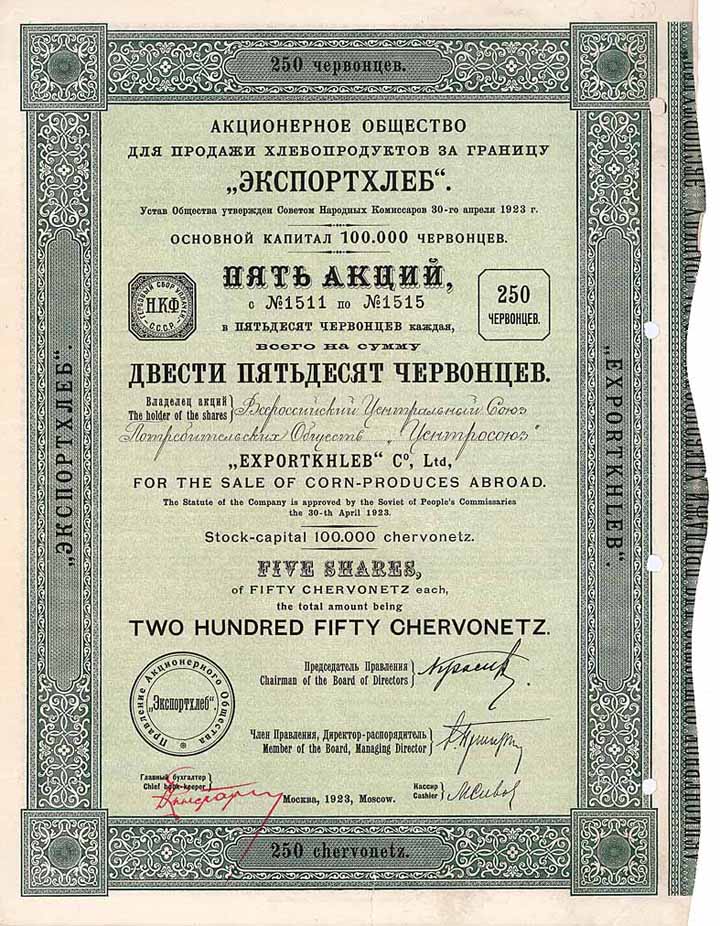 250 червонцев.
АКЦИОНЕРНОЕ ОБЩЕСТВО
ДЛЯ ПРОДАЖИ ХЛЕБОПРОДУКТОВ ЗА ГРАНИЦУ
„ЭКСПОРТХЛЕБ“.
Устав Общества утвержден Советом Народных Комиссаров 30-го апреля 1923 г.
ОСНОВНОЙ КАПИТАЛ 100.000 ЧЕРВОНЦЕВ.
ПЯТЬ АКЦИЙ,
с №1511 по №1515
в ПЯТЬДЕСЯТ ЧЕРВОНЦЕВ каждая,
всего на сумму
ДВЕСТИ ПЯТЬДЕСЯТ ЧЕРВОНЦЕВ.
ГЕРБОВЫЙ СБОР УПЛАЧЕН
Н.К.Ф.
С.С.С.Р.
250
ЧЕРВОНЦЕВ.
Владелец акций
The holder of the shares
Всероссийский Центральный Союз
Потребительских Обществ „Центросоюз“
„EXPORTKHLEB“ Cº, Ltd,
FOR THE SALE OF CORN-PRODUCES ABROAD.
The Statute of the Company is approved by the Soviet of People's Commissaries
the 30-th April 1923.
Stock-capital 100.000 chervonetz.
FIVE SHARES,
of FIFTY CHERVONETZ each,
the total amount being
TWO HUNDRED FIFTY CHERVONETZ.
Председатель Правления
Chairman of the Board of Directors
Правление Акционерного Общества
„Экспортхлеб“.
Член Правления, Директор-распорядитель
Member of the Board, Managing Director
Главный бухгалтер
Chief book-keeper
Кассир
Cashier
Москва, 1923, Moscow.
250 chervonetz.
„ЭКСПОРТХЛЕБ“.
„EXPORTKHLEB“.